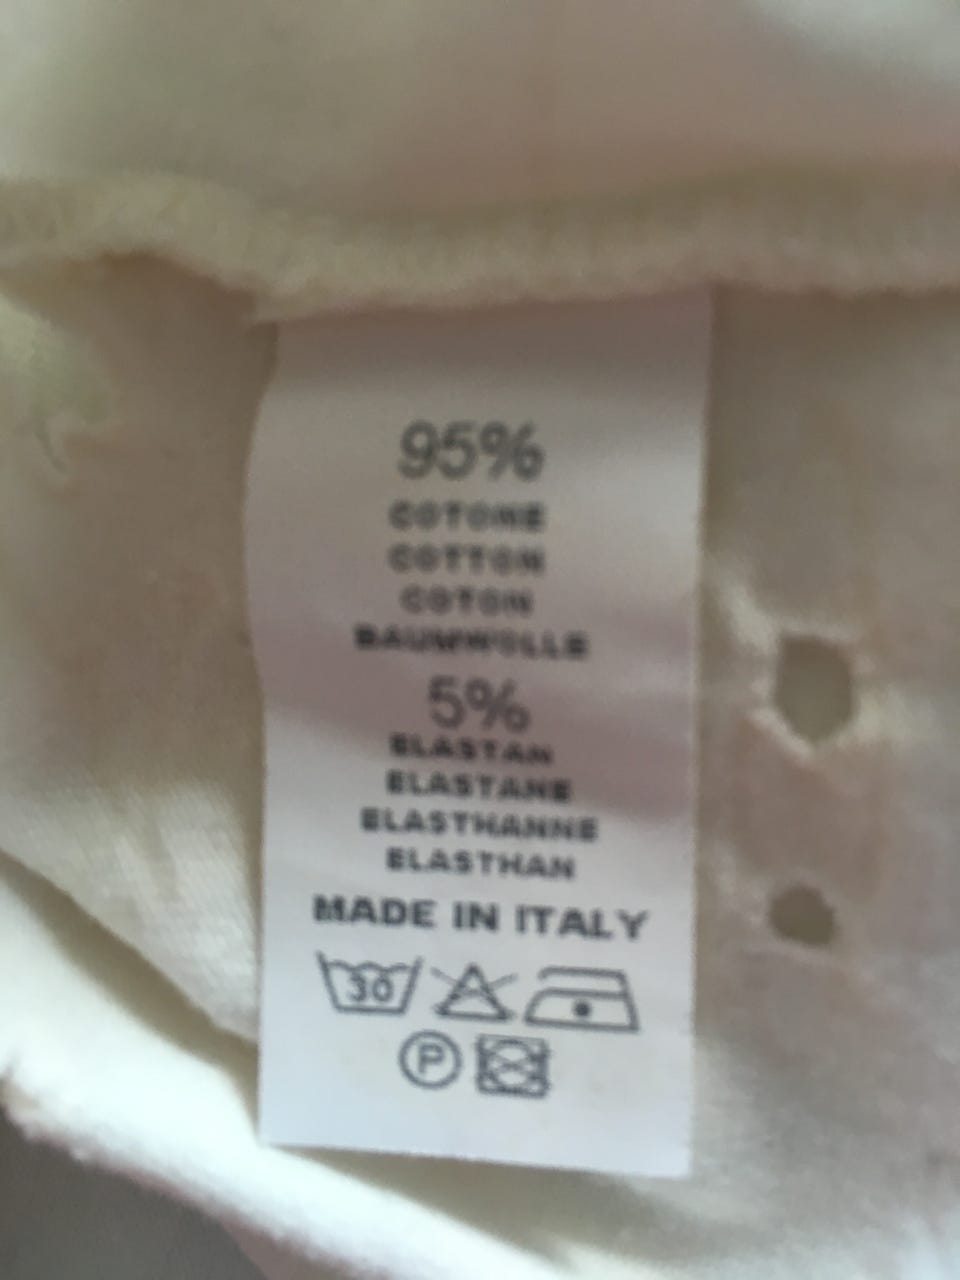 95%
COTONE
COTTON
COTON
BAUMWOLLE
5%
ELASTAN
ELASTANE
ELASTHANNE
ELASTHAN
MADE IN ITALY
30
P